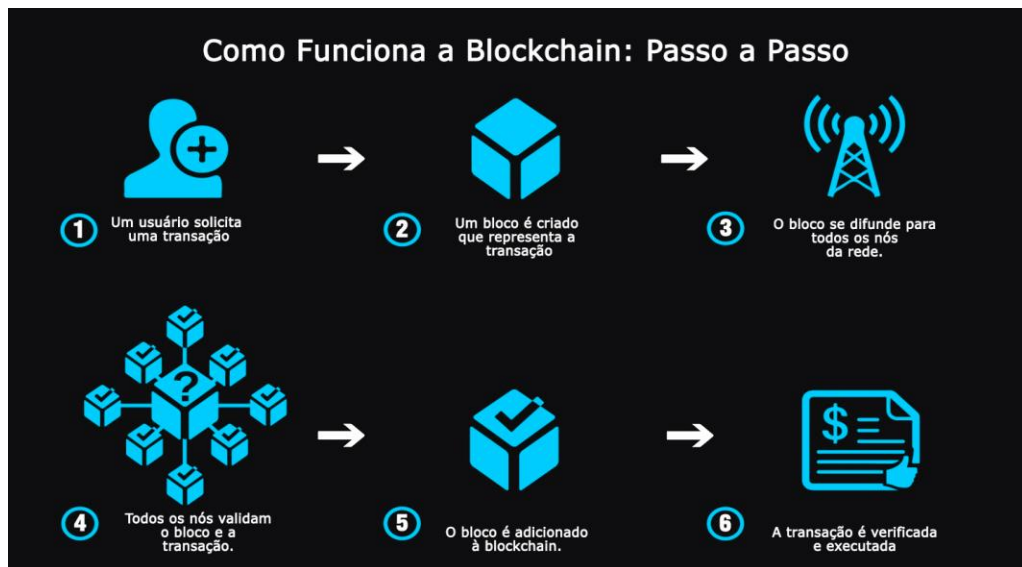 Como Funciona a Blockchain: Passo a Passo
1
Um usuário solicita
uma transação
2
Um bloco é criado
que representa a
transação
3
O bloco se difunde para
todos os nós
da rede.
?
4
Todos os nós validam
o bloco e a
transação.
5
O bloco é adicionado
à blockchain.
$
6
A transação é verificada
e executada